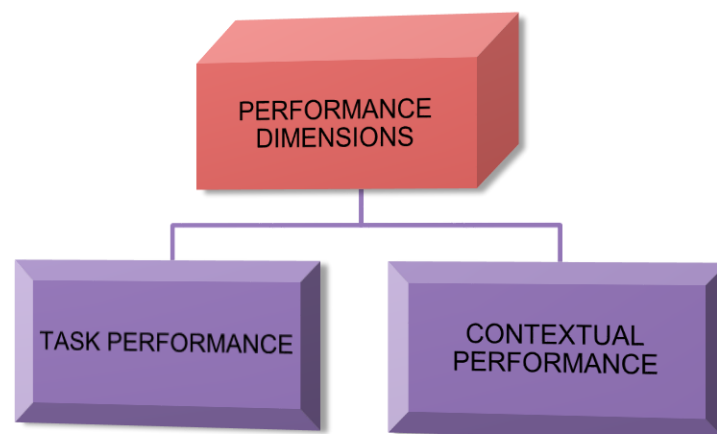 PERFORMANCE
DIMENSIONS
TASK PERFORMANCE
CONTEXTUAL
PERFORMANCE